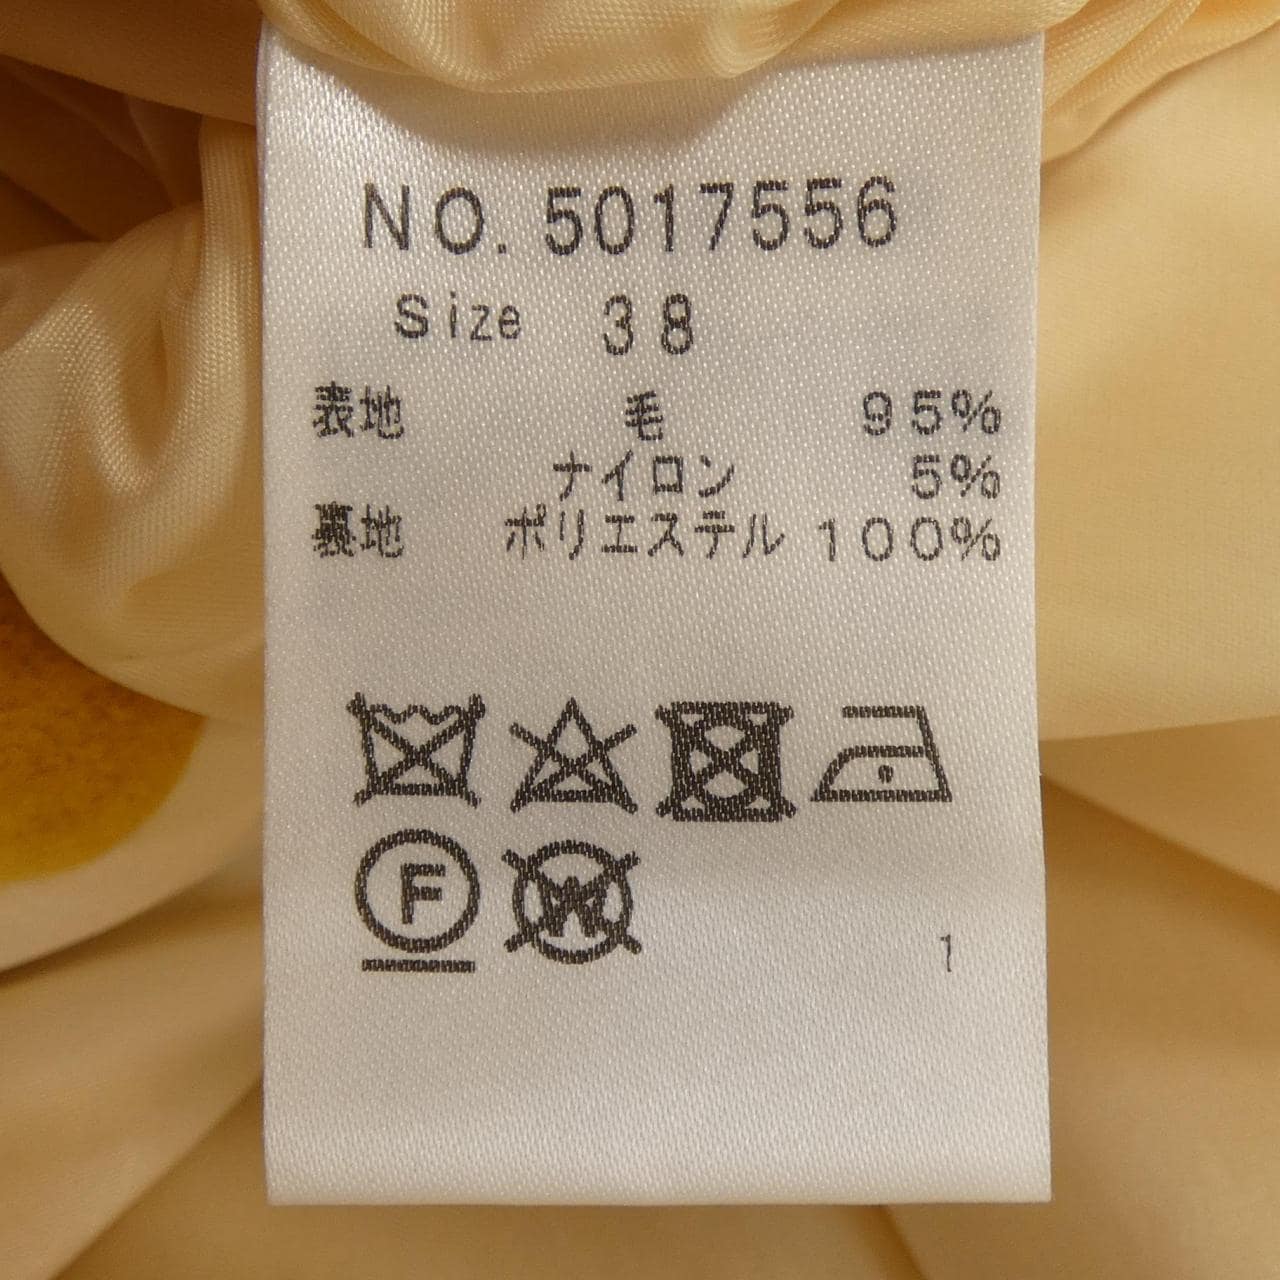 NO. 5017556
Size 38
表地 毛 95%
ナイロン 5%
裏地 ポリエステル 100%
F W
1